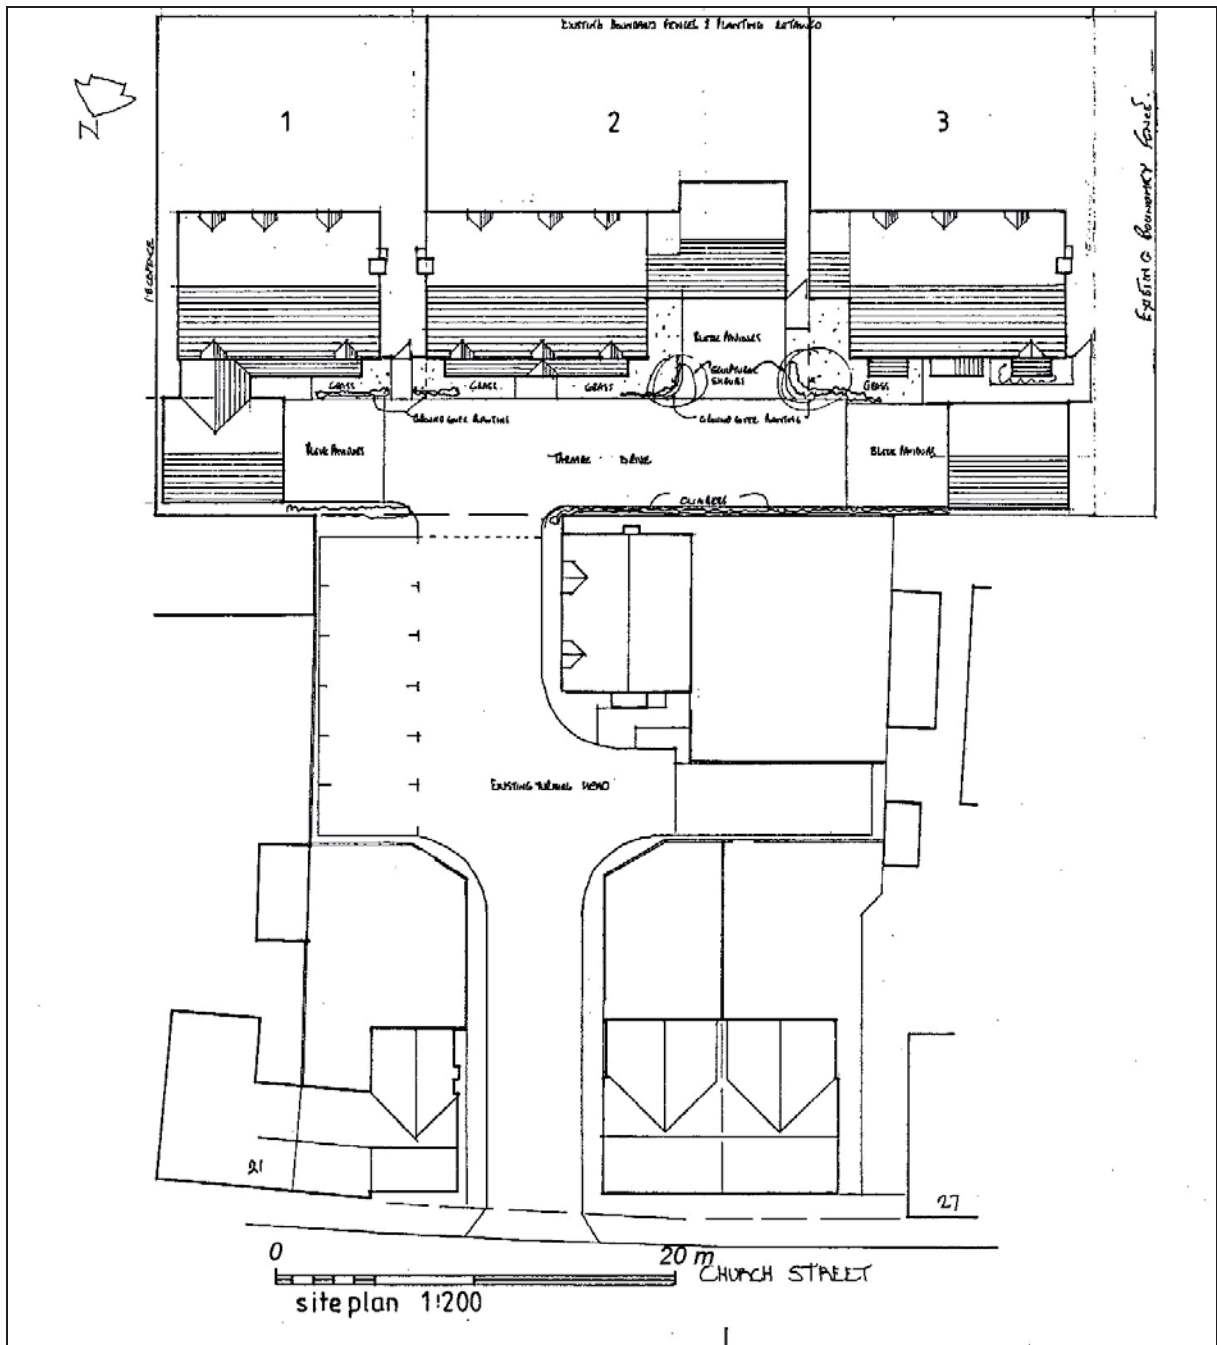 EXISTING BOUNDARY FENCES & PLANTING RETAINED
N
1
2
3
EXISTING BOUNDARY FENCE.
BLOCK PAVIOURS
GRASS
GRASS
GRASS
GRASS
GROUND COVER PLANTING
GROUND COVER PLANTING
BLOCK PAVIOURS
TARMAC DRIVE
BLOCK PAVIOURS
CLIMBERS
EXISTING TURNING HEAD
21
27
0
20 m
CHURCH STREET
site plan 1:200